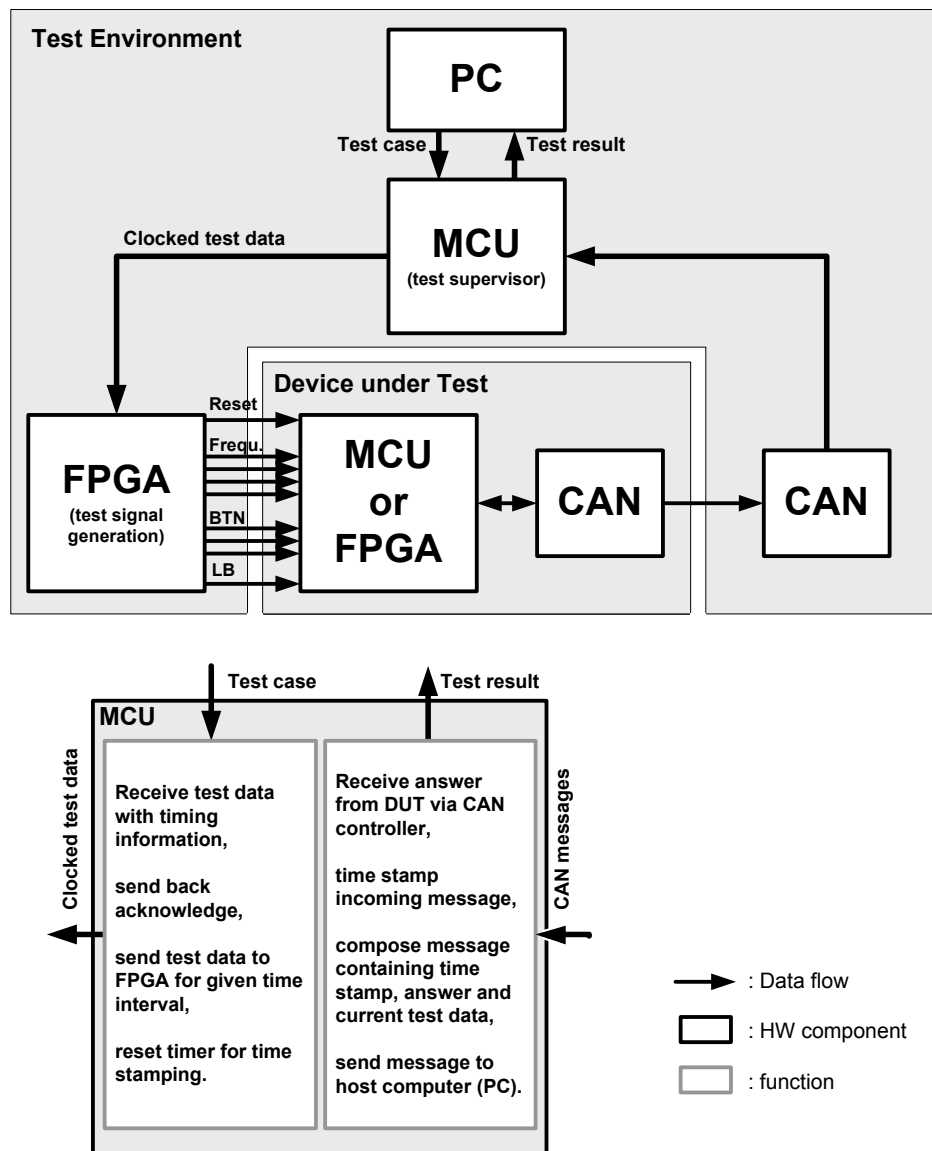 Test Environment
PC
Test case
Test result
MCU
(test supervisor)
Clocked test data
Device under Test
Reset
Frequ.
BTN
LB
FPGA
(test signal
generation)
MCU
or
FPGA
CAN
CAN
Test case
Test result
MCU
Clocked test data
Receive test data
with timing
information,
send back
acknowledge,
send test data to
FPGA for given time
interval,
reset timer for time
stamping.
Receive answer
from DUT via CAN
controller,
time stamp
incoming message,
compose message
containing time
stamp, answer and
current test data,
send message to
host computer (PC).
CAN messages
: Data flow
: HW component
: function